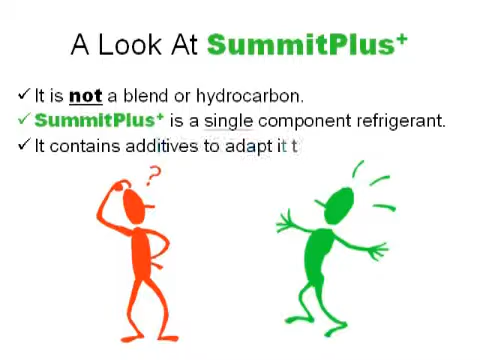 A Look At SummitPlus+
✓ It is not a blend or hydrocarbon.
✓ SummitPlus+ is a single component refrigerant.
✓ It contains additives to adapt it t
?